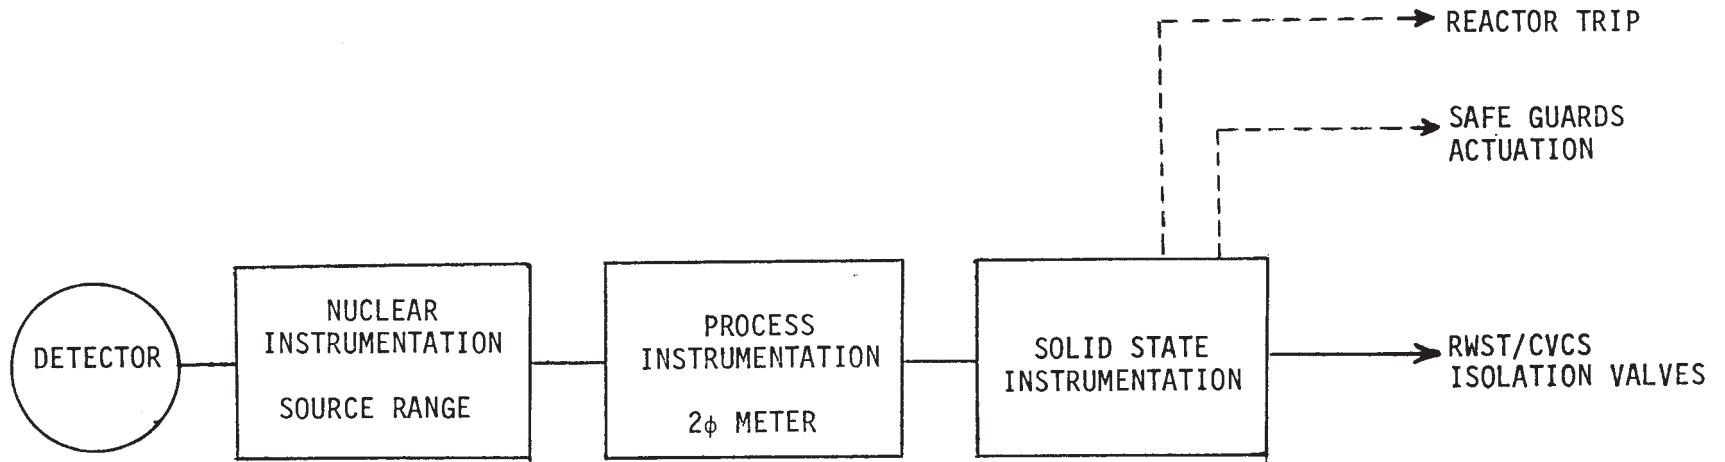 REACTOR TRIP
SAFE GUARDS
ACTUATION
DETECTOR
NUCLEAR
INSTRUMENTATION
SOURCE RANGE
PROCESS
INSTRUMENTATION
2ϕ METER
SOLID STATE
INSTRUMENTATION
RWST/CVCS
ISOLATION VALVES